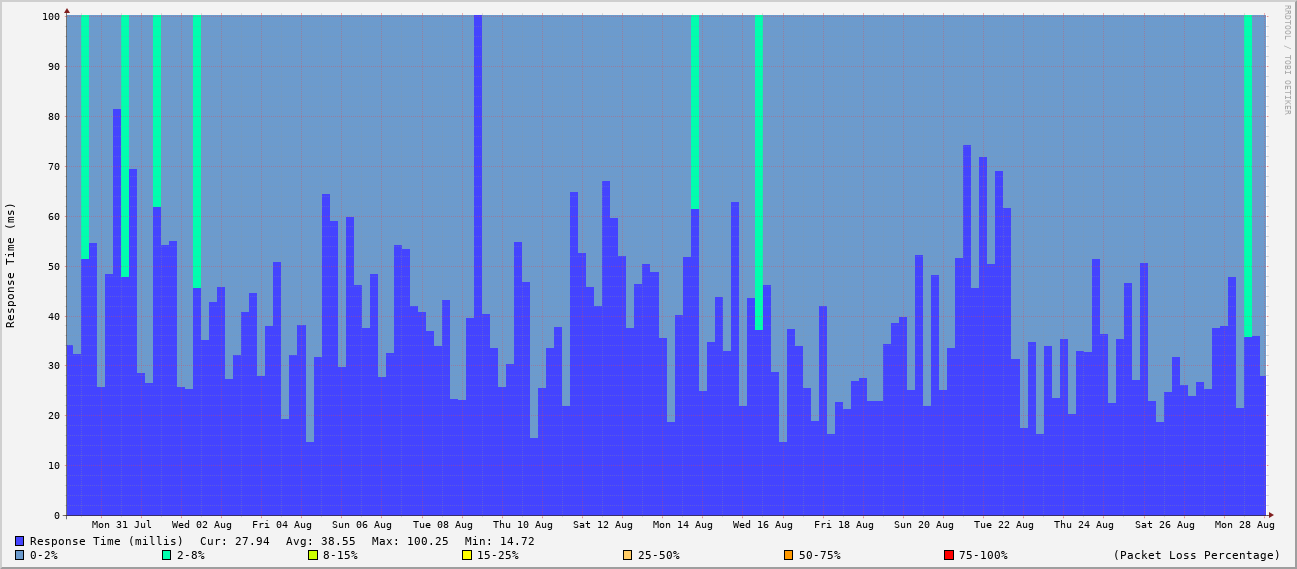 RRDTOOL / TOBI OETIKER
Response Time (ms)
100
90
80
70
60
50
40
30
20
10
0
Mon 31 Jul Wed 02 Aug Fri 04 Aug Sun 06 Aug Tue 08 Aug Thu 10 Aug Sat 12 Aug Mon 14 Aug Wed 16 Aug Fri 18 Aug Sun 20 Aug Tue 22 Aug Thu 24 Aug Sat 26 Aug Mon 28 Aug
Response Time (millis) Cur: 27.94 Avg: 38.55 Max: 100.25 Min: 14.72
0-2% 2-8% 8-15% 15-25% 25-50% 50-75% 75-100% (Packet Loss Percentage)